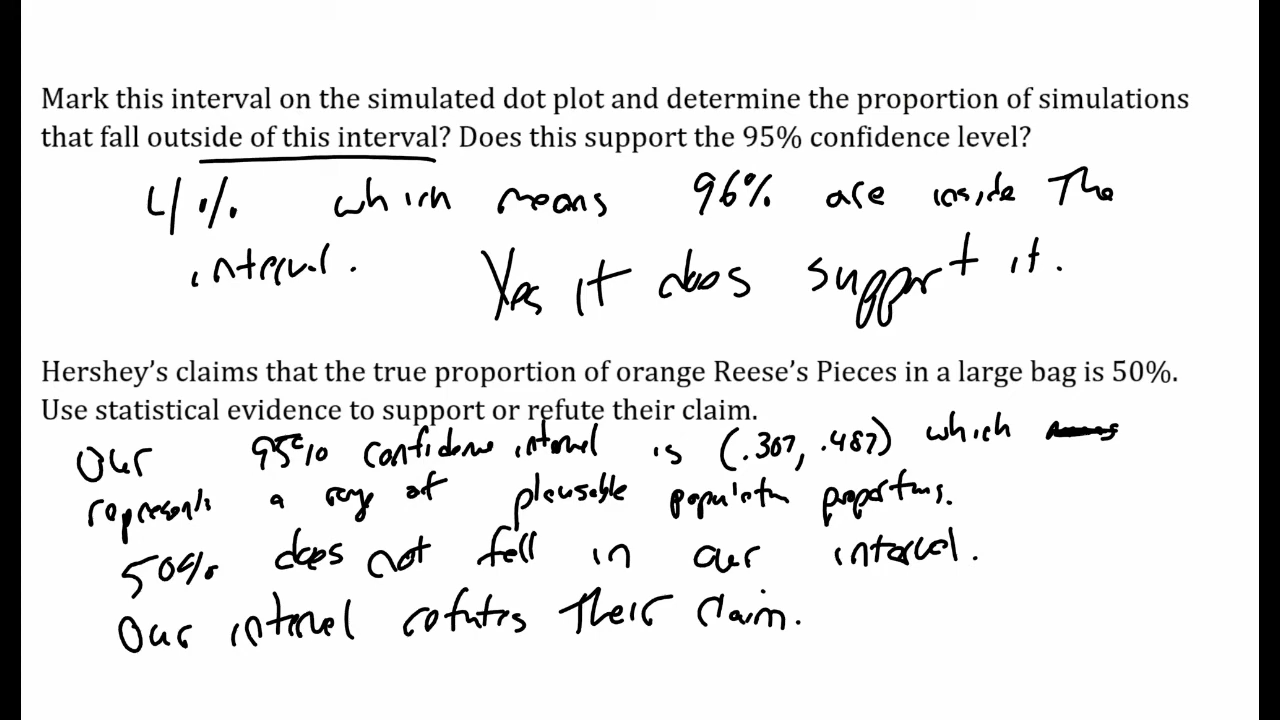 Mark this interval on the simulated dot plot and determine the proportion of simulations
that fall outside of this interval? Does this support the 95% confidence level?
4% which means 96% are inside The
interval. Yes it does support it.
Hershey's claims that the true proportion of orange Reese's Pieces in a large bag is 50%.
Use statistical evidence to support or refute their claim.
Our 95% confidence interval is (.307, .487) which
represents a range of plausable population proportions.
50% does not fall in our interval.
Our interval refutes Their claim.